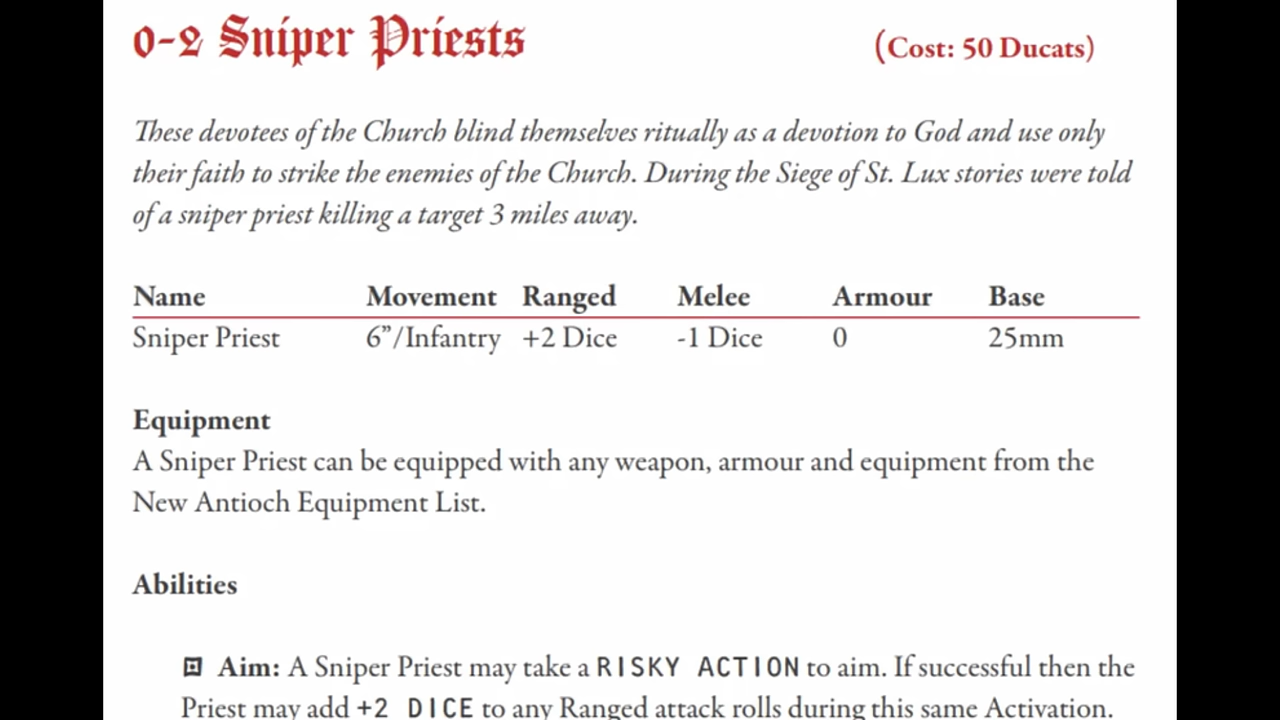 0-2 Sniper Priests (Cost: 50 Ducats)
These devotees of the Church blind themselves ritually as a devotion to God and use only
their faith to strike the enemies of the Church. During the Siege of St. Lux stories were told
of a sniper priest killing a target 3 miles away.
Name Movement Ranged Melee Armour Base
Sniper Priest 6”/Infantry +2 Dice -1 Dice 0 25mm
Equipment
A Sniper Priest can be equipped with any weapon, armour and equipment from the
New Antioch Equipment List.
Abilities
Aim: A Sniper Priest may take a RISKY ACTION to aim. If successful then the
Priest may add +2 DICE to any Ranged attack rolls during this same Activation.